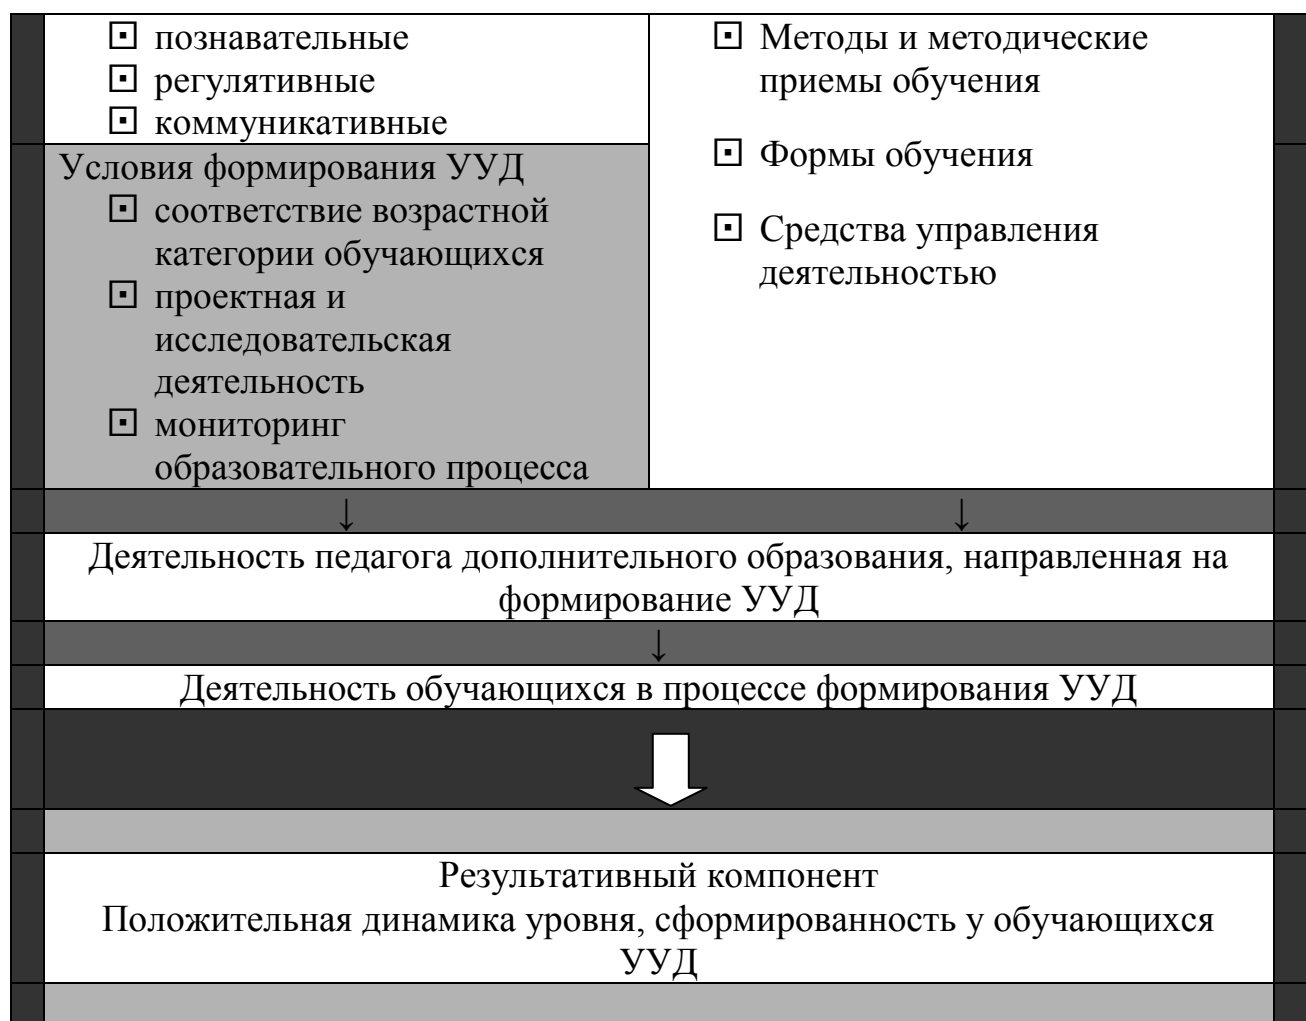 познавательные
регулятивные
коммуникативные
Условия формирования УУД
соответствие возрастной
категории обучающихся
проектная и
исследовательская
деятельность
мониторинг
образовательного процесса
Методы и методические
приемы обучения
Формы обучения
Средства управления
деятельностью
↓ ↓
Деятельность педагога дополнительного образования, направленная на
формирование УУД
↓
Деятельность обучающихся в процессе формирования УУД
Результативный компонент
Положительная динамика уровня, сформированность у обучающихся
УУД